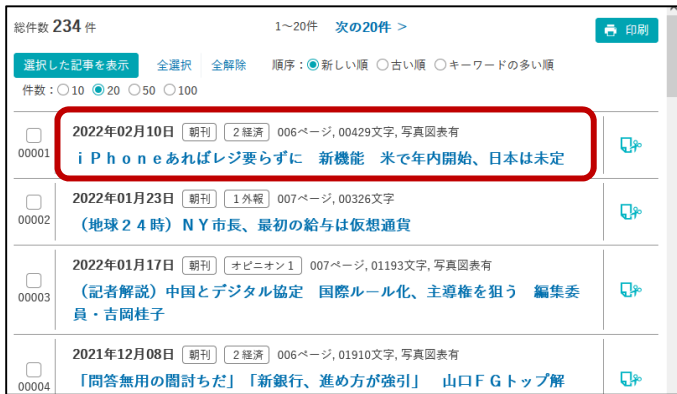 総件数 234 件 1～20件 次の20件 > 印刷
選択した記事を表示 全選択 全解除 順序：新しい順 古い順 キーワードの多い順
件数：10 20 50 100
2022年02月10日 朝刊 2経済 006ページ, 00429文字, 写真図表有
00001 ｉＰｈｏｎｅあればレジ要らずに　新機能　米で年内開始、日本は未定
2022年01月23日 朝刊 1外報 007ページ, 00326文字
00002 （地球２４時）ＮＹ市長、最初の給与は仮想通貨
2022年01月17日 朝刊 オピニオン1 007ページ, 01193文字, 写真図表有
00003 （記者解説）中国とデジタル協定　国際ルール化、主導権を狙う　編集委
員・吉岡桂子
2021年12月08日 朝刊 2経済 006ページ, 01910文字, 写真図表有
00004 「問答無用の闇討ちだ」「新銀行、進め方が強引」　山口ＦＧトップ解